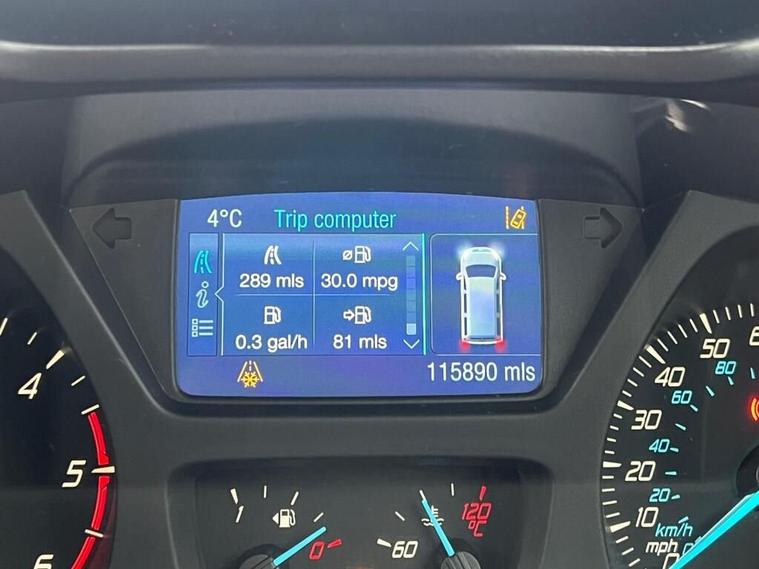 4°C Trip computer
289 mls ø 30.0 mpg
0.3 gal/h 81 mls
115890 mls
4
5
6
1 0
60 120 °C
50
40 80
30 60
20 40
10 20
km/h
mph 0